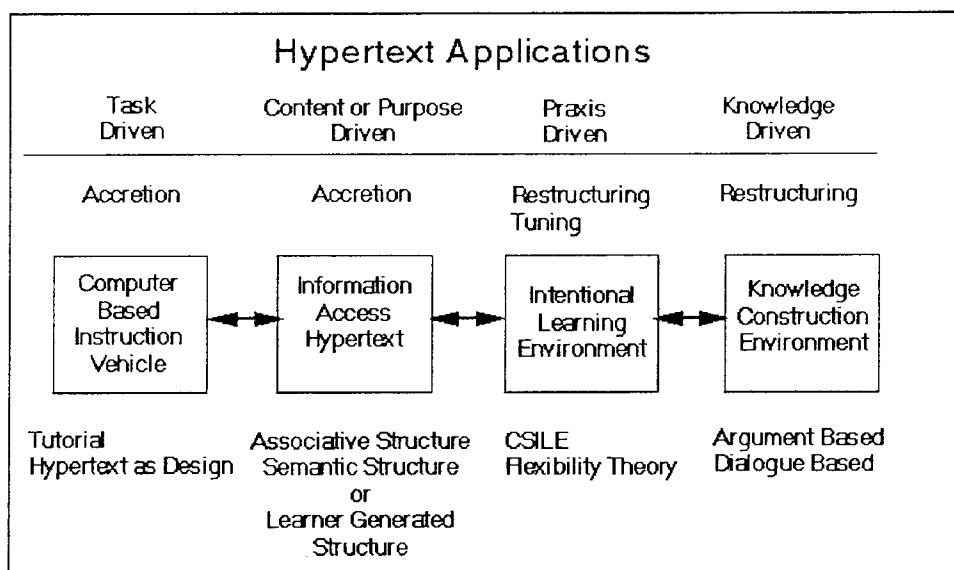 Hypertext Applications
Task
Driven
Content or Purpose
Driven
Praxis
Driven
Knowledge
Driven
Accretion
Accretion
Restructuring
Tuning
Restructuring
Computer
Based
Instruction
Vehicle
Information
Access
Hypertext
Intentional
Learning
Environment
Knowledge
Construction
Environment
Tutorial
Hypertext as Design
Associative Structure
Semantic Structure
or
Learner Generated
Structure
CSILE
Flexibility Theory
Argument Based
Dialogue Based